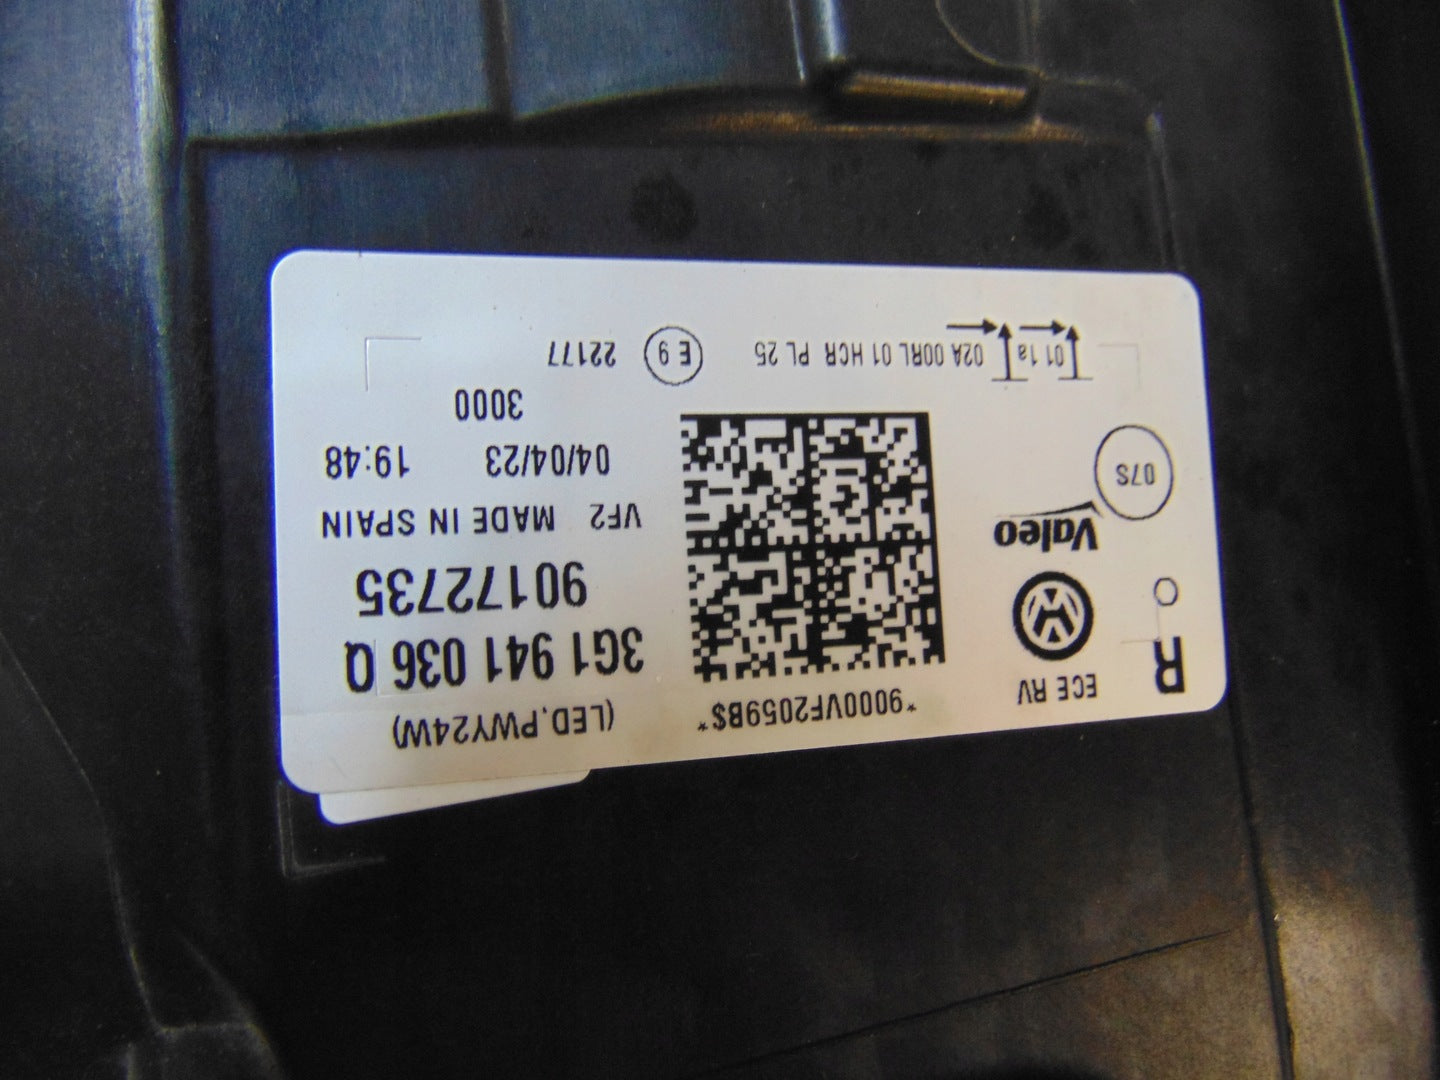 R
ECE RV
*9000VF2059B$*
(LED,PWY24W)
3G1 941 036 Q
90172735
Valeo
VF2 MADE IN SPAIN
07S
04/04/23 19:48
3000
01 1a 02A 00RL 01 HCR PL 25 E 9 22177